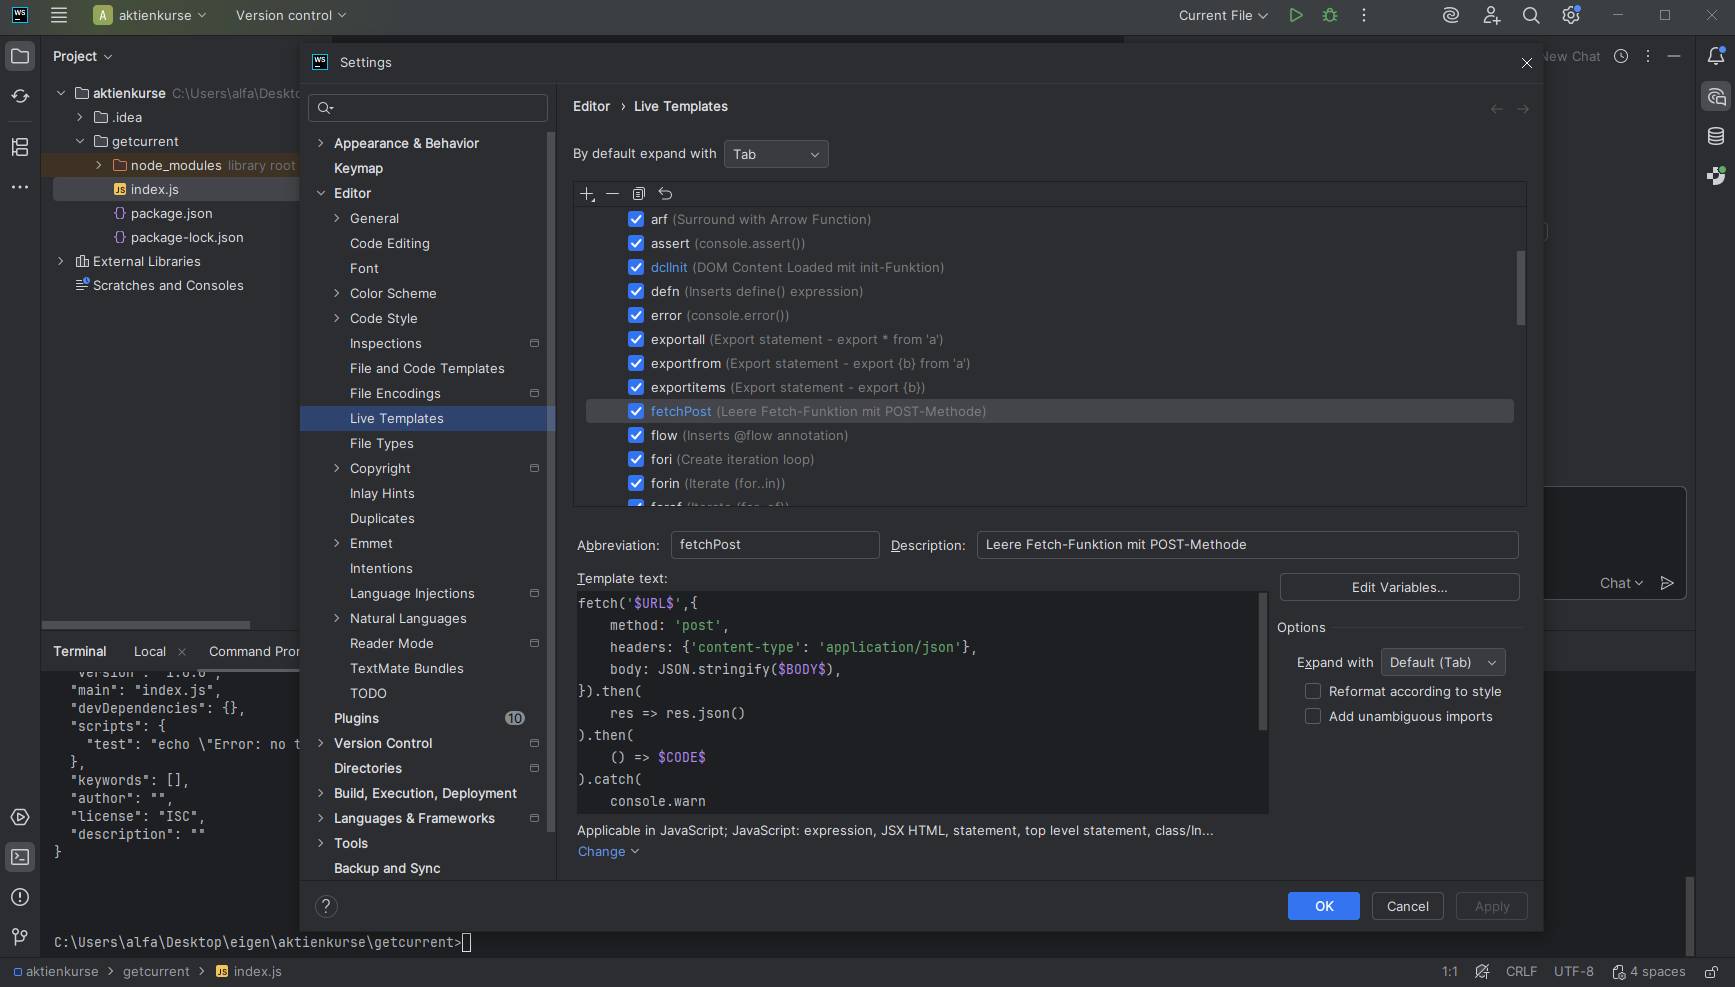 WS
A aktienkurse
Version control
Current File
Project
aktienkurse C:\Users\alfa\Deskto
.idea
getcurrent
node_modules library root
JS index.js
package.json
package-lock.json
External Libraries
Scratches and Consoles
New Chat
Chat
WS Settings
Appearance & Behavior
Keymap
Editor
General
Code Editing
Font
Color Scheme
Code Style
Inspections
File and Code Templates
File Encodings
Live Templates
File Types
Copyright
Inlay Hints
Duplicates
Emmet
Intentions
Language Injections
Natural Languages
Reader Mode
TextMate Bundles
TODO
Plugins 10
Version Control
Directories
Build, Execution, Deployment
Languages & Frameworks
Tools
Backup and Sync
Editor › Live Templates
By default expand with Tab
arf (Surround with Arrow Function)
assert (console.assert())
dclInit (DOM Content Loaded mit init-Funktion)
defn (Inserts define() expression)
error (console.error())
exportall (Export statement - export * from 'a')
exportfrom (Export statement - export {b} from 'a')
exportitems (Export statement - export {b})
fetchPost (Leere Fetch-Funktion mit POST-Methode)
flow (Inserts @flow annotation)
fori (Create iteration loop)
forin (Iterate (for..in))
forof (Iterate (for..of))
Abbreviation: fetchPost Description: Leere Fetch-Funktion mit POST-Methode
Template text:
fetch('$URL$',{
method: 'post',
headers: {'content-type': 'application/json'},
body: JSON.stringify($BODY$),
}).then(
res => res.json()
).then(
() => $CODE$
).catch(
console.warn
Edit Variables...
Options
Expand with Default (Tab)
Reformat according to style
Add unambiguous imports
Applicable in JavaScript; JavaScript: expression, JSX HTML, statement, top level statement, class/In...
Change
?
OK Cancel Apply
Terminal Local × Command Pron
"version": "1.0.0",
"main": "index.js",
"devDependencies": {},
"scripts": {
"test": "echo \"Error: no t
},
"keywords": [],
"author": "",
"license": "ISC",
"description": ""
}
C:\Users\alfa\Desktop\eigen\aktienkurse\getcurrent>
aktienkurse > getcurrent > JS index.js
1:1 CRLF UTF-8 4 spaces